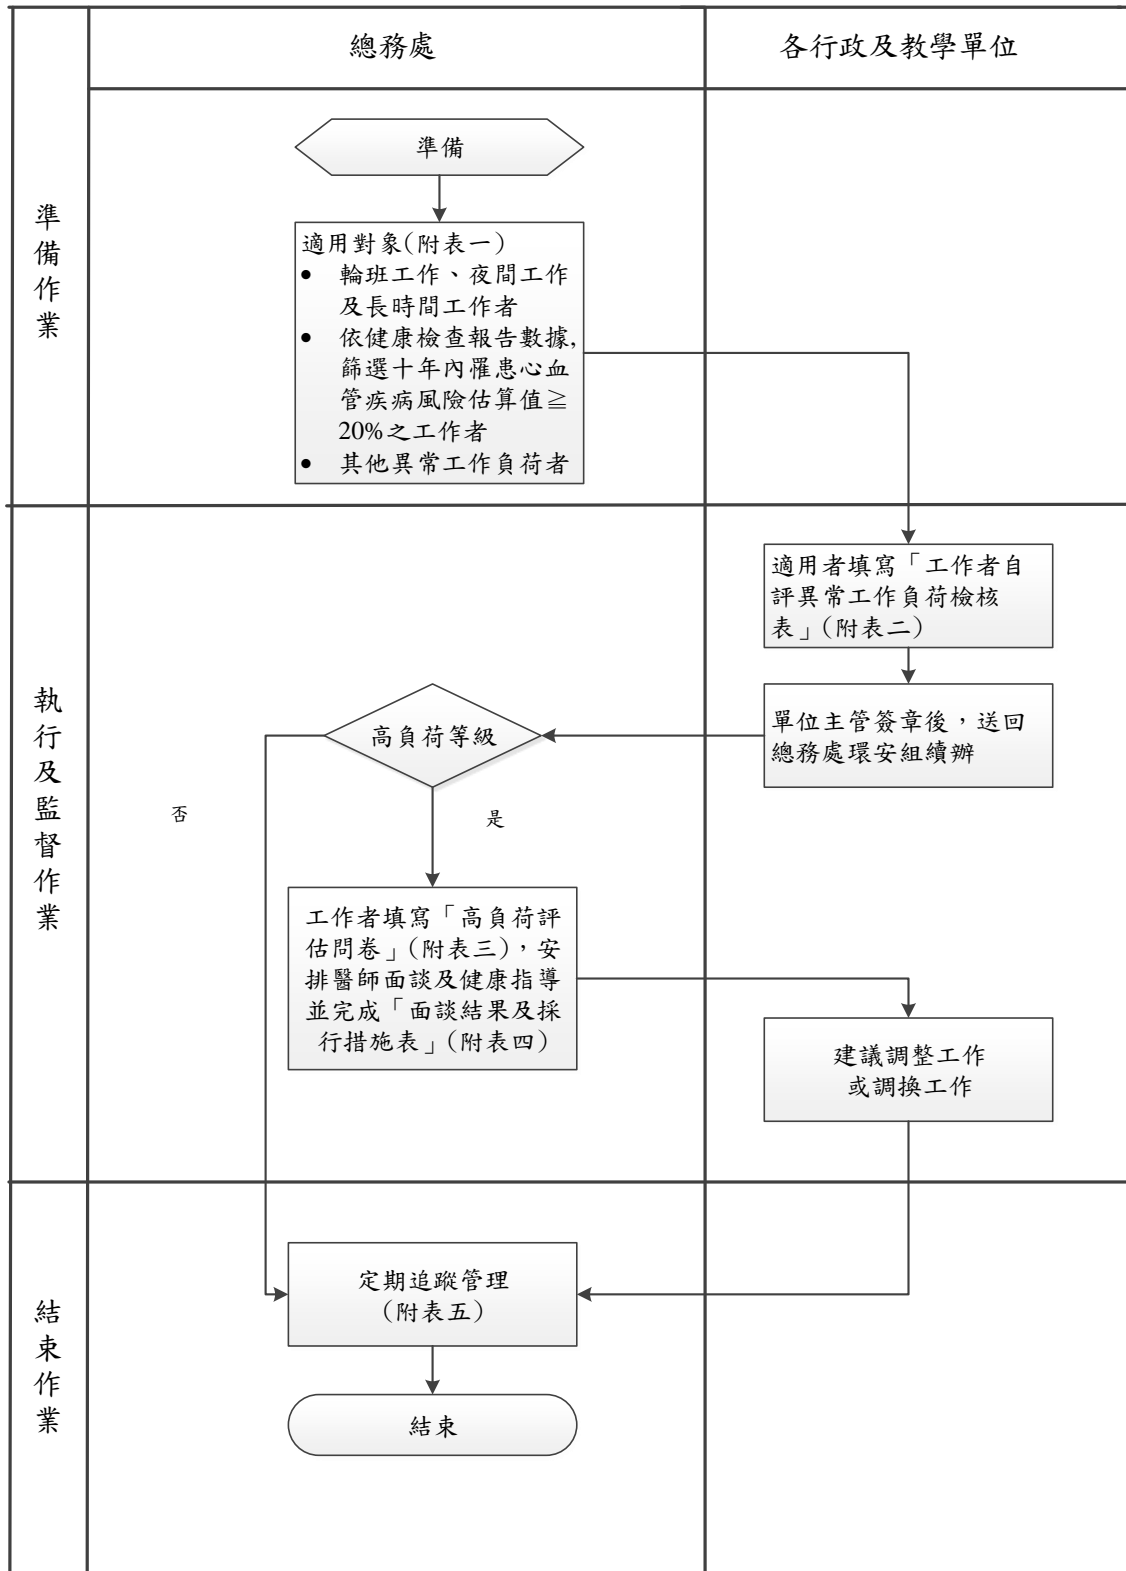 總務處
各行政及教學單位
準備作業
準備
適用對象(附表一)
● 輪班工作、夜間工作
及長時間工作者
● 依健康檢查報告數據,
篩選十年內罹患心血
管疾病風險估算值≧
20%之工作者
● 其他異常工作負荷者
執行及監督作業
適用者填寫「工作者自
評異常工作負荷檢核
表」(附表二)
單位主管簽章後，送回
總務處環安組續辦
高負荷等級
否
是
工作者填寫「高負荷評
估問卷」(附表三)，安
排醫師面談及健康指導
並完成「面談結果及採
行措施表」(附表四)
建議調整工作
或調換工作
結束作業
定期追蹤管理
(附表五)
結束